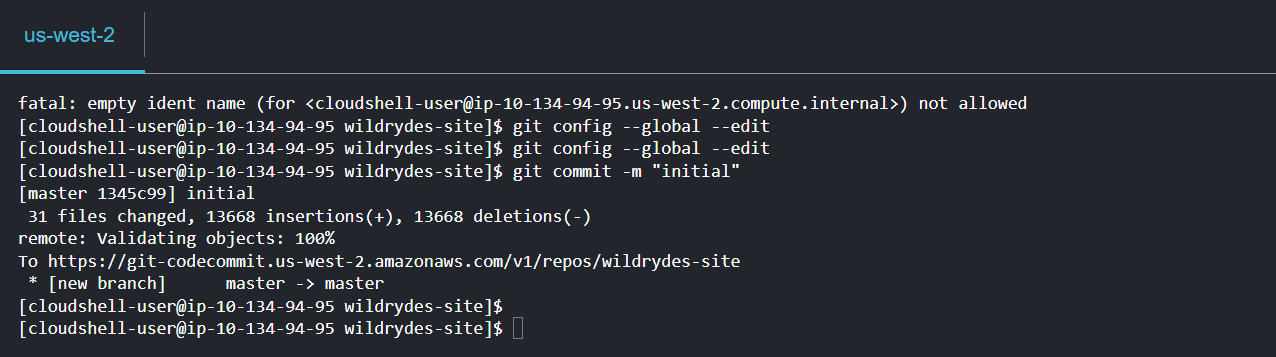 us-west-2
fatal: empty ident name (for <cloudshell-user@ip-10-134-94-95.us-west-2.compute.internal>) not allowed
[cloudshell-user@ip-10-134-94-95 wildrydes-site]$ git config --global --edit
[cloudshell-user@ip-10-134-94-95 wildrydes-site]$ git config --global --edit
[cloudshell-user@ip-10-134-94-95 wildrydes-site]$ git commit -m "initial"
[master 1345c99] initial
 31 files changed, 13668 insertions(+), 13668 deletions(-)
remote: Validating objects: 100%
To https://git-codecommit.us-west-2.amazonaws.com/v1/repos/wildrydes-site
 * [new branch]      master -> master
[cloudshell-user@ip-10-134-94-95 wildrydes-site]$
[cloudshell-user@ip-10-134-94-95 wildrydes-site]$